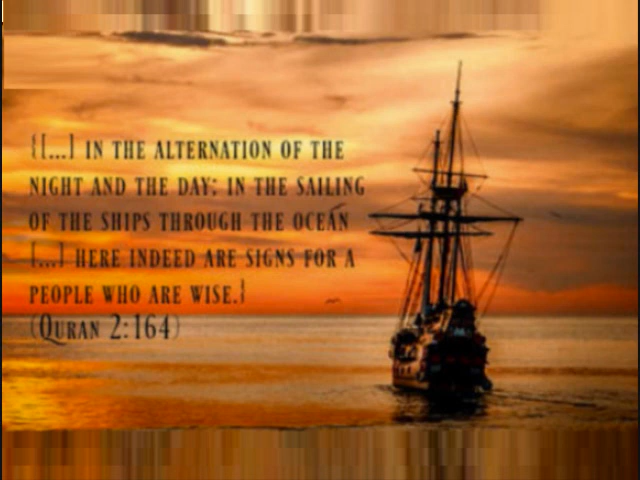 {[...] IN THE ALTERNATION OF THE
NIGHT AND THE DAY; IN THE SAILING
OF THE SHIPS THROUGH THE OCEAN
[...] HERE INDEED ARE SIGNS FOR A
PEOPLE WHO ARE WISE.}
(QURAN 2:164)